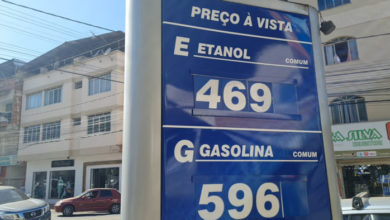 PREÇO À VISTA
E ETANOL COMUM
469
G GASOLINA COMUM
596
SILVA